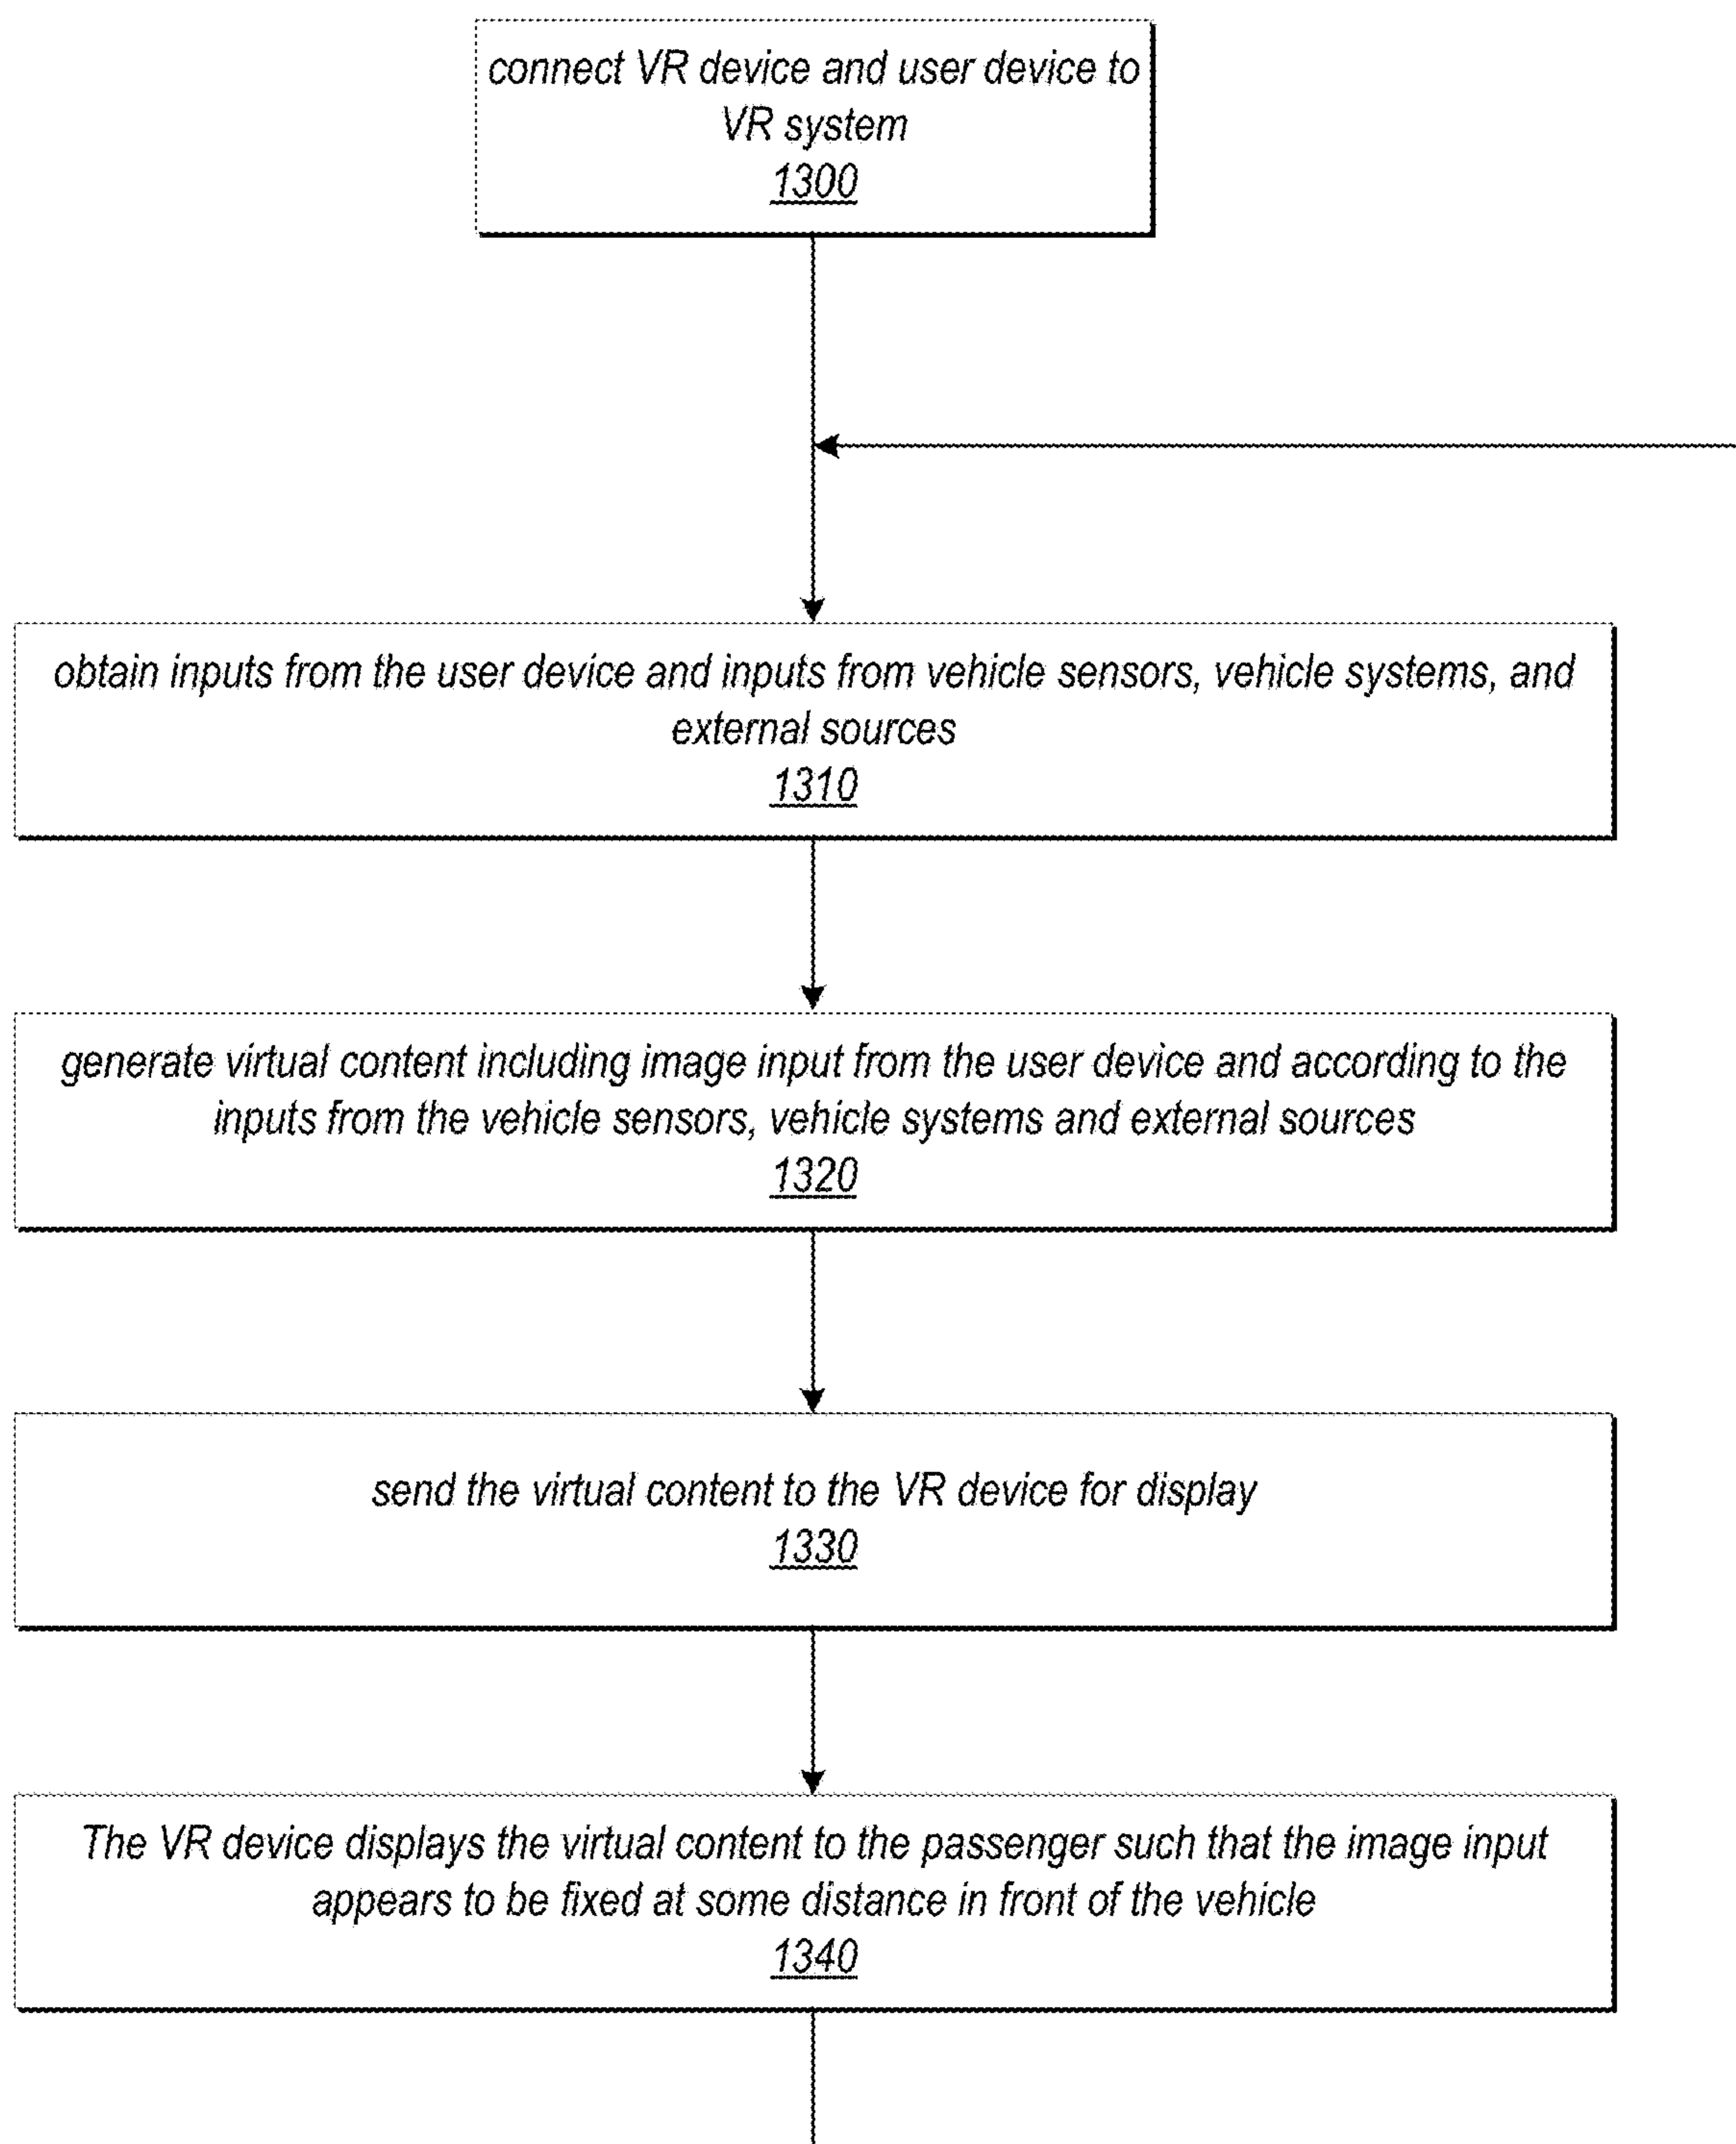 connect VR device and user device to
VR system
1300
obtain inputs from the user device and inputs from vehicle sensors, vehicle systems, and
external sources
1310
generate virtual content including image input from the user device and according to the
inputs from the vehicle sensors, vehicle systems and external sources
1320
send the virtual content to the VR device for display
1330
The VR device displays the virtual content to the passenger such that the image input
appears to be fixed at some distance in front of the vehicle
1340